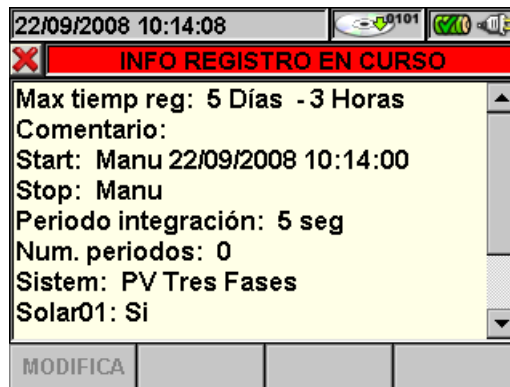 22/09/2008 10:14:08
0101
INFO REGISTRO EN CURSO
Max tiemp reg: 5 Días - 3 Horas
Comentario:
Start: Manu 22/09/2008 10:14:00
Stop: Manu
Periodo integración: 5 seg
Num. periodos: 0
Sistem: PV Tres Fases
Solar01: Si
MODIFICA